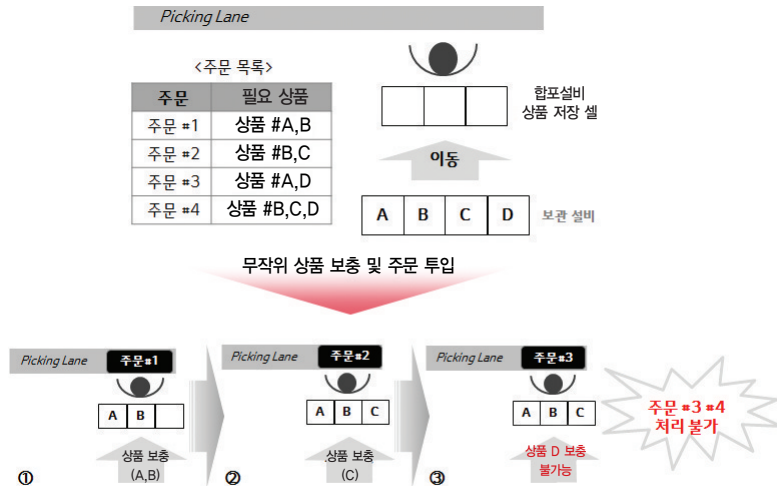 Picking Lane
<주문 목록>
주문 필요 상품
주문 #1 상품 #A,B
주문 #2 상품 #B,C
주문 #3 상품 #A,D
주문 #4 상품 #B,C,D
합포설비
상품 저장 셀
이동
A B C D 보관 설비
무작위 상품 보충 및 주문 투입
Picking Lane 주문#1
A B
상품 보충
(A,B)
①
Picking Lane 주문#2
A B C
상품 보충
(C)
②
Picking Lane 주문#3
A B C
상품 D 보충
불가능
③
주문 #3 #4
처리 불가